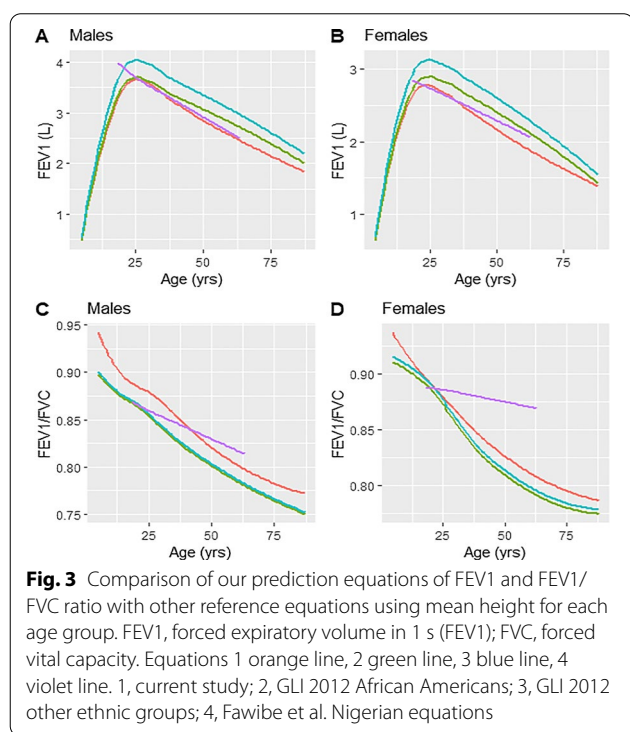 A Males
B Females
FEV1 (L)
4
3
2
1
25
50
75
Age (yrs)
FEV1 (L)
3
2
1
25
50
75
Age (yrs)
C Males
D Females
FEV1/FVC
0.95
0.90
0.85
0.80
0.75
25
50
75
Age (yrs)
FEV1/FVC
0.90
0.85
0.80
25
50
75
Age (yrs)
Fig. 3 Comparison of our prediction equations of FEV1 and FEV1/
FVC ratio with other reference equations using mean height for each
age group. FEV1, forced expiratory volume in 1 s (FEV1); FVC, forced
vital capacity. Equations 1 orange line, 2 green line, 3 blue line, 4
violet line. 1, current study; 2, GLI 2012 African Americans; 3, GLI 2012
other ethnic groups; 4, Fawibe et al. Nigerian equations